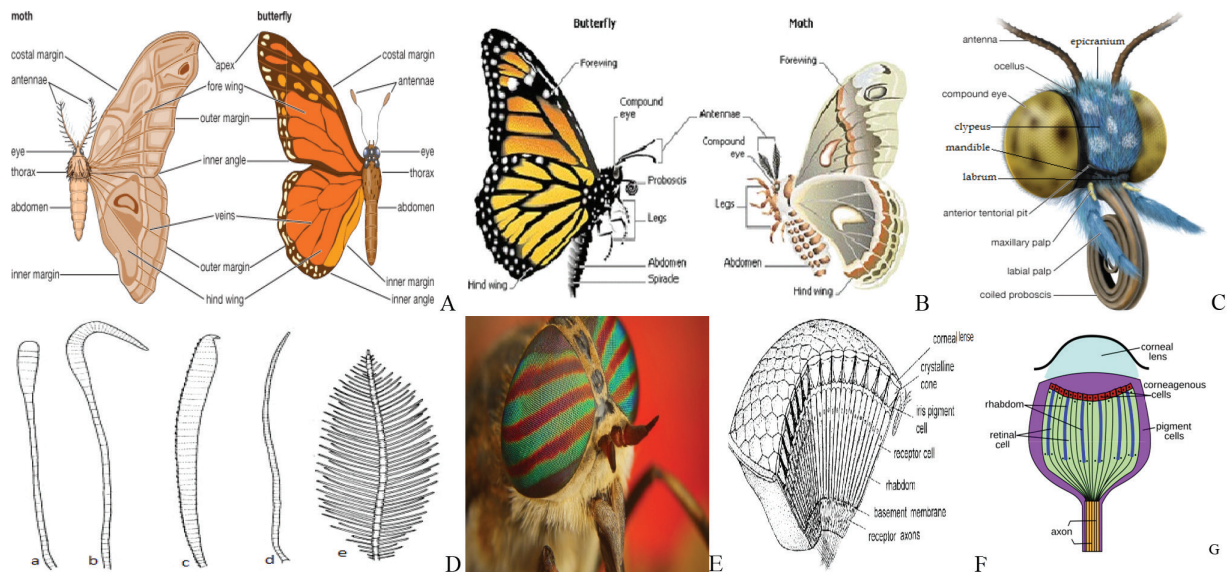 moth
butterfly
costal margin
antennae
apex
fore wing
outer margin
eye
thorax
inner angle
abdomen
veins
outer margin
inner margin
hind wing
costal margin
antennae
eye
thorax
abdomen
inner margin
inner angle
A
Butterfly
Moth
Forewing
Compound
eye
Antennae
Proboscis
Legs
Abdomen
Spiracle
Hind wing
Forewing
Compound
eye
Legs
Abdomen
Hind wing
B
antenna
epicranium
ocellus
compound eye
clypeus
mandible
labrum
anterior tentorial pit
maxillary palp
labial palp
coiled proboscis
C
a
b
c
d
e
D
E
corneal lense
crystalline
cone
iris pigment
cell
receptor cell
rhabdom
basement membrane
receptor axons
F
corneal
lens
corneagenous
cells
rhabdom
retinal
cell
pigment
cells
axon
G